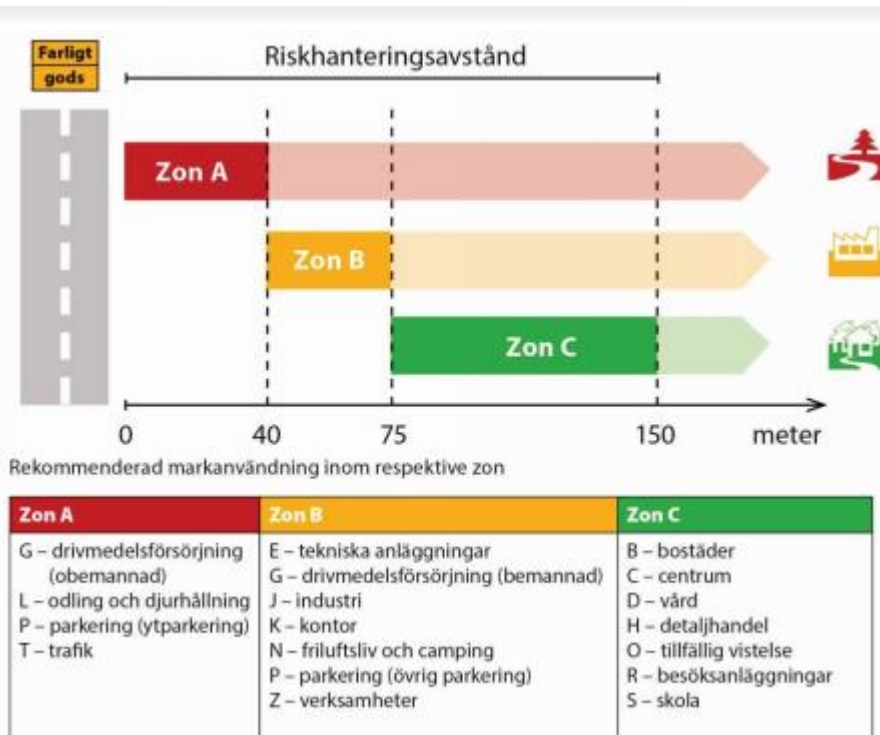 Farligt
gods
Riskhanteringsavstånd
Zon A
Zon B
Zon C
0 40 75 150 meter
Rekommenderad markanvändning inom respektive zon
Zon A
G – drivmedelsförsörjning
(obemannad)
L – odling och djurhållning
P – parkering (ytparkering)
T – trafik
Zon B
E – tekniska anläggningar
G – drivmedelsförsörjning (bemannad)
J – industri
K – kontor
N – friluftsliv och camping
P – parkering (övrig parkering)
Z – verksamheter
Zon C
B – bostäder
C – centrum
D – vård
H – detaljhandel
O – tillfällig vistelse
R – besöksanläggningar
S – skola